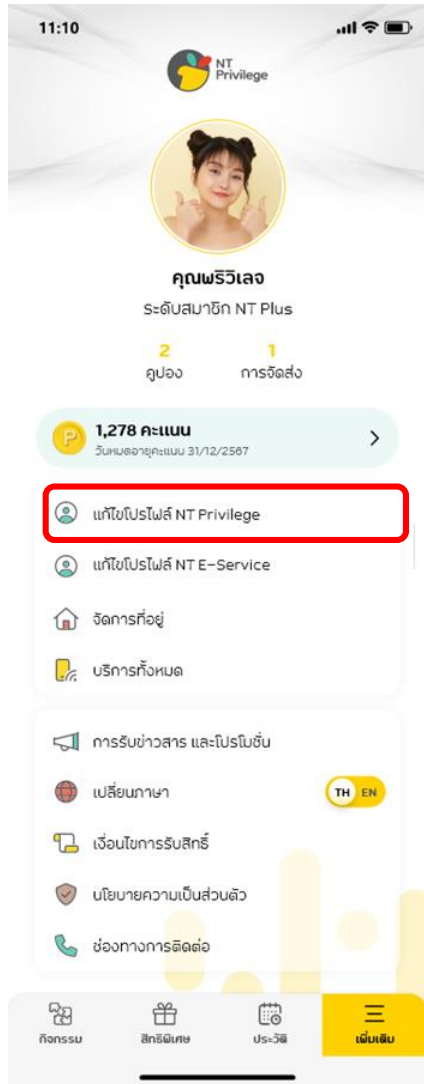 11:10
NT
Privilege
คุณพริวิเลจ
ระดับสมาชิก NT Plus
2 1
คูปอง การจัดส่ง
P 1,278 คะแนน
วันหมดอายุคะแนน 31/12/2567
แก้ไขโปรไฟล์ NT Privilege
แก้ไขโปรไฟล์ NT E-Service
จัดการที่อยู่
บริการทั้งหมด
การรับข่าวสาร และโปรโมชั่น
เปลี่ยนภาษา TH EN
เงื่อนไขการรับสิทธิ์
นโยบายความเป็นส่วนตัว
ช่องทางการติดต่อ
กิจกรรม สิทธิพิเศษ ประวัติ เพิ่มเติม